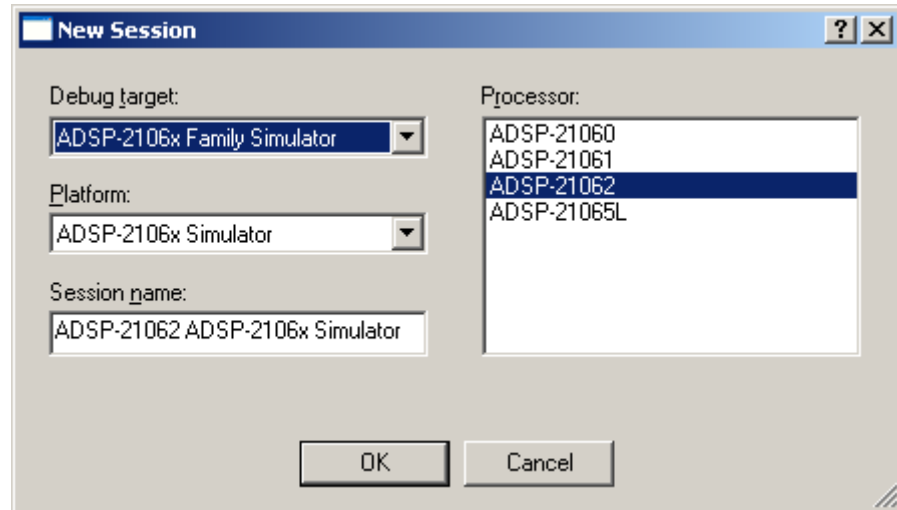 New Session
Debug target:
ADSP-2106x Family Simulator
Platform:
ADSP-2106x Simulator
Session name:
ADSP-21062 ADSP-2106x Simulator
Processor:
ADSP-21060
ADSP-21061
ADSP-21062
ADSP-21065L
OK
Cancel